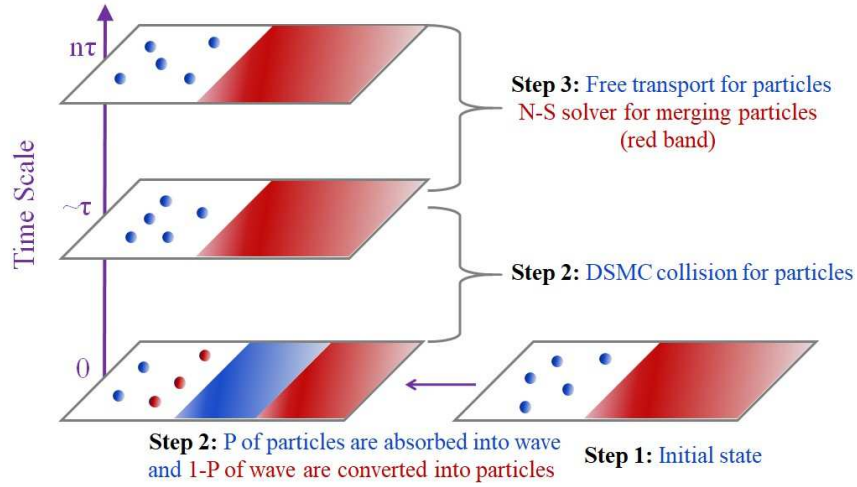 Time Scale
nτ
~τ
0
Step 3: Free transport for particles
N-S solver for merging particles
(red band)
Step 2: DSMC collision for particles
Step 2: P of particles are absorbed into wave
and 1-P of wave are converted into particles
Step 1: Initial state